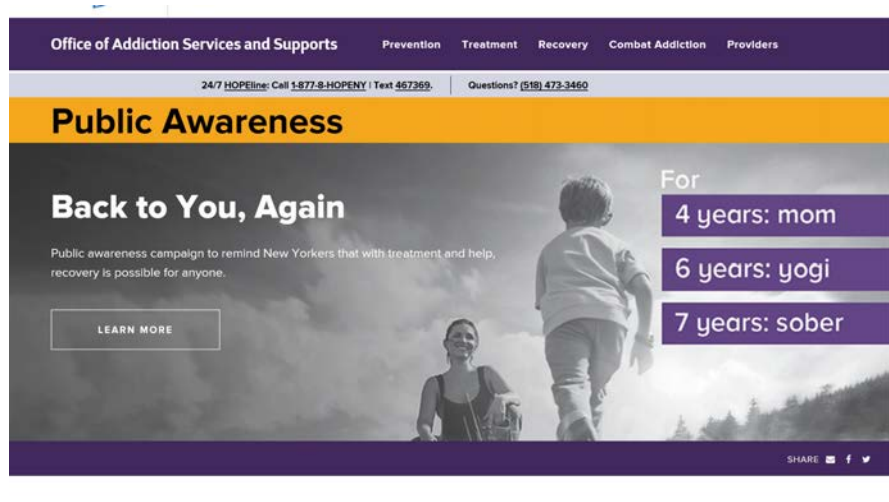 Office of Addiction Services and Supports Prevention Treatment Recovery Combat Addiction Providers
24/7 HOPEline: Call 1-877-8-HOPENY | Text 467369. Questions? (518) 473-3460
Public Awareness
Back to You, Again
Public awareness campaign to remind New Yorkers that with treatment and help,
recovery is possible for anyone.
LEARN MORE
For
4 years: mom
6 years: yogi
7 years: sober
SHARE